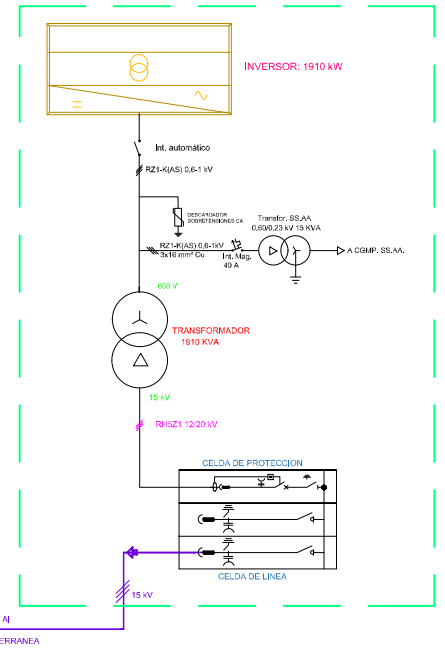 INVERSOR: 1910 kW
Int. automático
RZ1-K(AS) 0,6-1 kV
DESCARGADOR
SOBRETENSIONES CA
Transfor. SS.AA
0,60/0,23 kV 15 KVA
RZ1-K(AS) 0,6-1kV
3x16 mm² Cu
Int. Mag.
40 A
A CGMP. SS.AA.
600 V
TRANSFORMADOR
1910 KVA
15 kV
RH5Z1 12/20 kV
CELDA DE PROTECCION
CELDA DE LINEA
15 kV
Al
ERRANEA